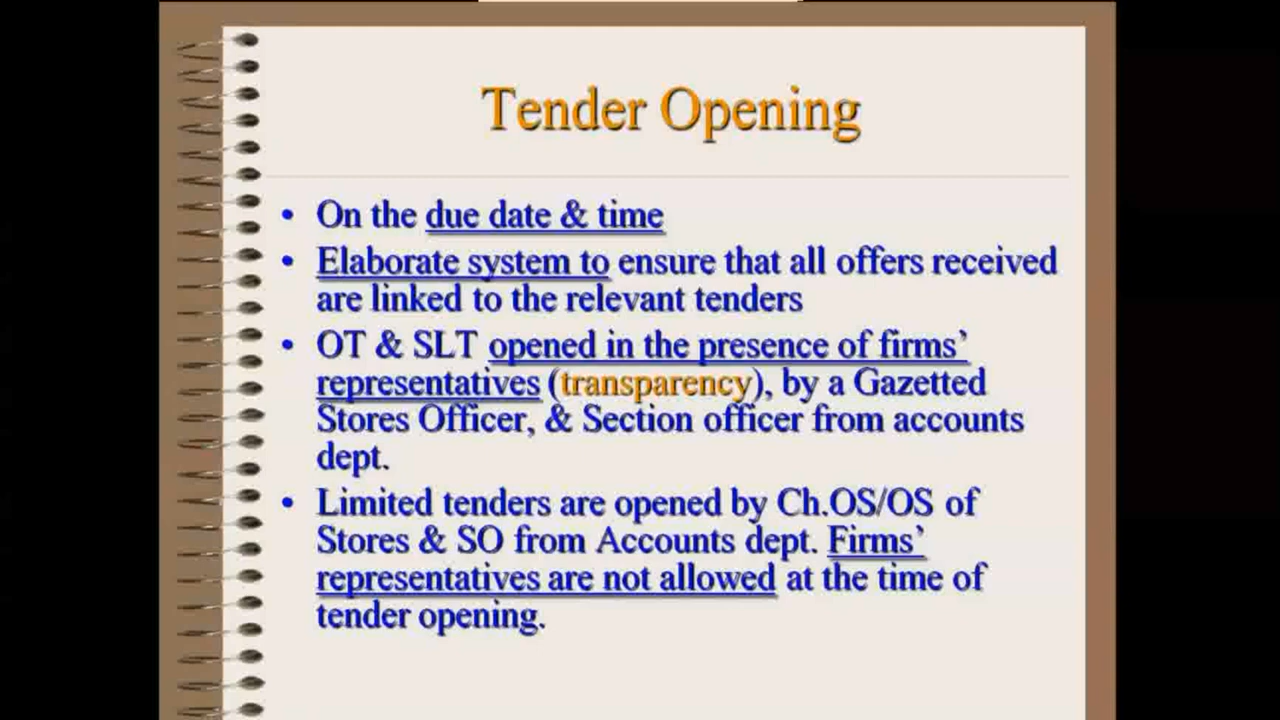 Tender Opening
• On the due date & time
• Elaborate system to ensure that all offers received
are linked to the relevant tenders
• OT & SLT opened in the presence of firms’
representatives (transparency), by a Gazetted
Stores Officer, & Section officer from accounts
dept.
• Limited tenders are opened by Ch.OS/OS of
Stores & SO from Accounts dept. Firms’
representatives are not allowed at the time of
tender opening.